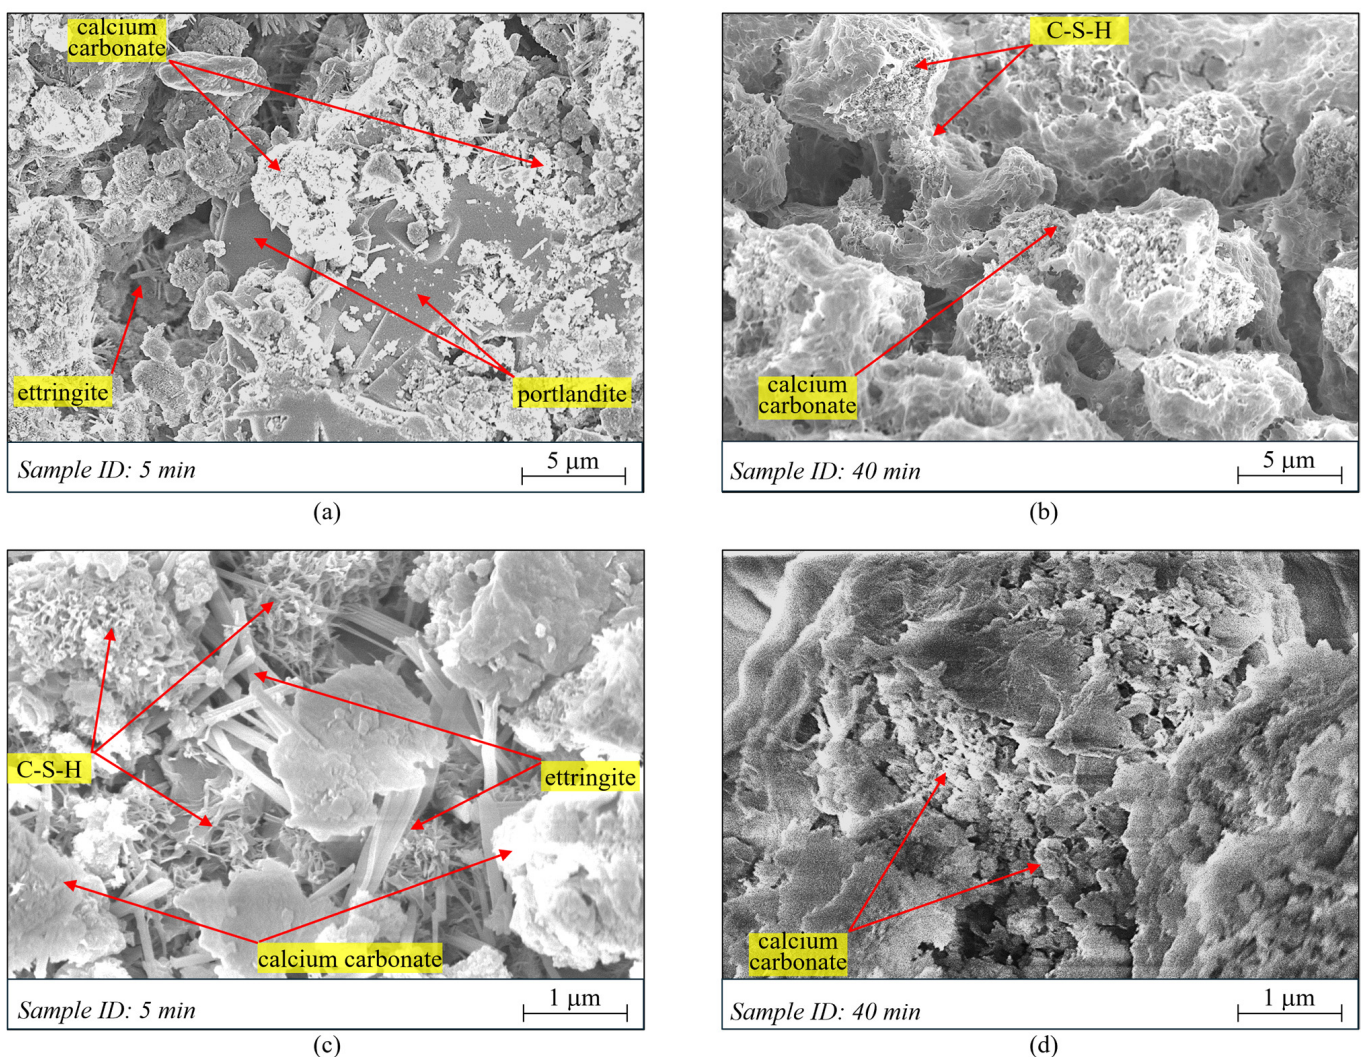 calcium
carbonate
ettringite
portlandite
Sample ID: 5 min
5 μm
(a)
C-S-H
calcium
carbonate
Sample ID: 40 min
5 μm
(b)
C-S-H
ettringite
calcium carbonate
Sample ID: 5 min
1 μm
(c)
calcium
carbonate
Sample ID: 40 min
1 μm
(d)